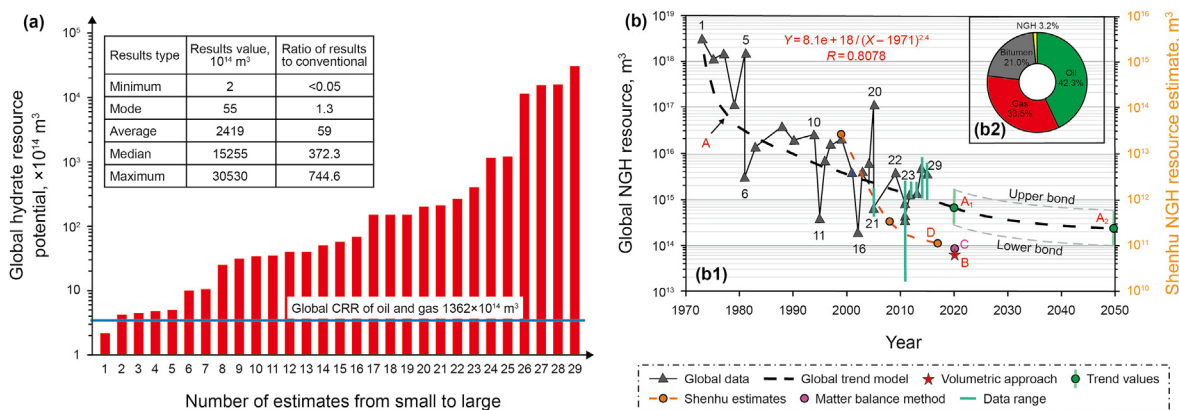 (a)
Global hydrate resource
potential, ×10¹⁴ m³
10⁵
10⁴
10³
10²
10
1
Results type
Results value,
10¹⁴ m³
Ratio of results
to conventional
Minimum 2 <0.05
Mode 55 1.3
Average 2419 59
Median 15255 372.3
Maximum 30530 744.6
Global CRR of oil and gas 1362×10¹⁴ m³
1 2 3 4 5 6 7 8 9 10 11 12 13 14 15 16 17 18 19 20 21 22 23 24 25 26 27 28 29
Number of estimates from small to large
(b)
Global NGH resource, m³
10¹⁹
10¹⁸
10¹⁷
10¹⁶
10¹⁵
10¹⁴
10¹³
Y = 8.1e + 18 / (X – 1971)²·⁴
R = 0.8078
1
5
6
10
11
16
20
21
22
23
29
A
A₁
A₂
B
C
D
Upper bond
Lower bond
(b1)
NGH 3.2%
Bitumen
21.0%
Oil
42.3%
Gas
33.5%
(b2)
Shenhu NGH resource estimate. m³
10¹⁶
10¹⁵
10¹⁴
10¹³
10¹²
10¹¹
10¹⁰
1970 1980 1990 2000 2010 2020 2030 2040 2050
Year
Global data Global trend model Volumetric approach Trend values
Shenhu estimates Matter balance method Data range